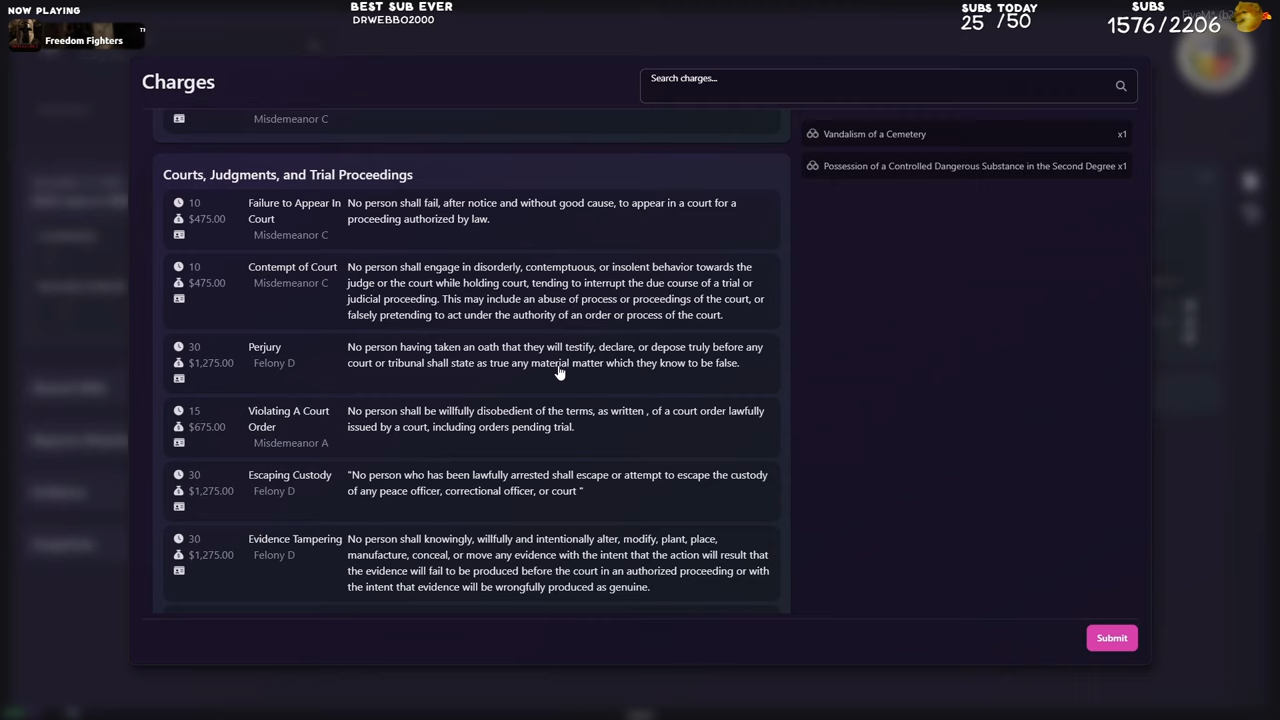 NOW PLAYING
Freedom Fighters
TM
BEST SUB EVER
DRWEBBO2000
SUBS TODAY
25 /50
SUBS
1576/2206
Charges
Search charges...
Misdemeanor C
Courts, Judgments, and Trial Proceedings
10
$475.00
Failure to Appear In
Court
Misdemeanor C
No person shall fail, after notice and without good cause, to appear in a court for a
proceeding authorized by law.
10
$475.00
Contempt of Court
Misdemeanor C
No person shall engage in disorderly, contemptuous, or insolent behavior towards the
judge or the court while holding court, tending to interrupt the due course of a trial or
judicial proceeding. This may include an abuse of process or proceedings of the court, or
falsely pretending to act under the authority of an order or process of the court.
30
$1,275.00
Perjury
Felony D
No person having taken an oath that they will testify, declare, or depose truly before any
court or tribunal shall state as true any material matter which they know to be false.
15
$675.00
Violating A Court
Order
Misdemeanor A
No person shall be willfully disobedient of the terms, as written , of a court order lawfully
issued by a court, including orders pending trial.
30
$1,275.00
Escaping Custody
Felony D
"No person who has been lawfully arrested shall escape or attempt to escape the custody
of any peace officer, correctional officer, or court "
30
$1,275.00
Evidence Tampering
Felony D
No person shall knowingly, willfully and intentionally alter, modify, plant, place,
manufacture, conceal, or move any evidence with the intent that the action will result that
the evidence will fail to be produced before the court in an authorized proceeding or with
the intent that evidence will be wrongfully produced as genuine.
Vandalism of a Cemetery x1
Possession of a Controlled Dangerous Substance in the Second Degree x1
Submit